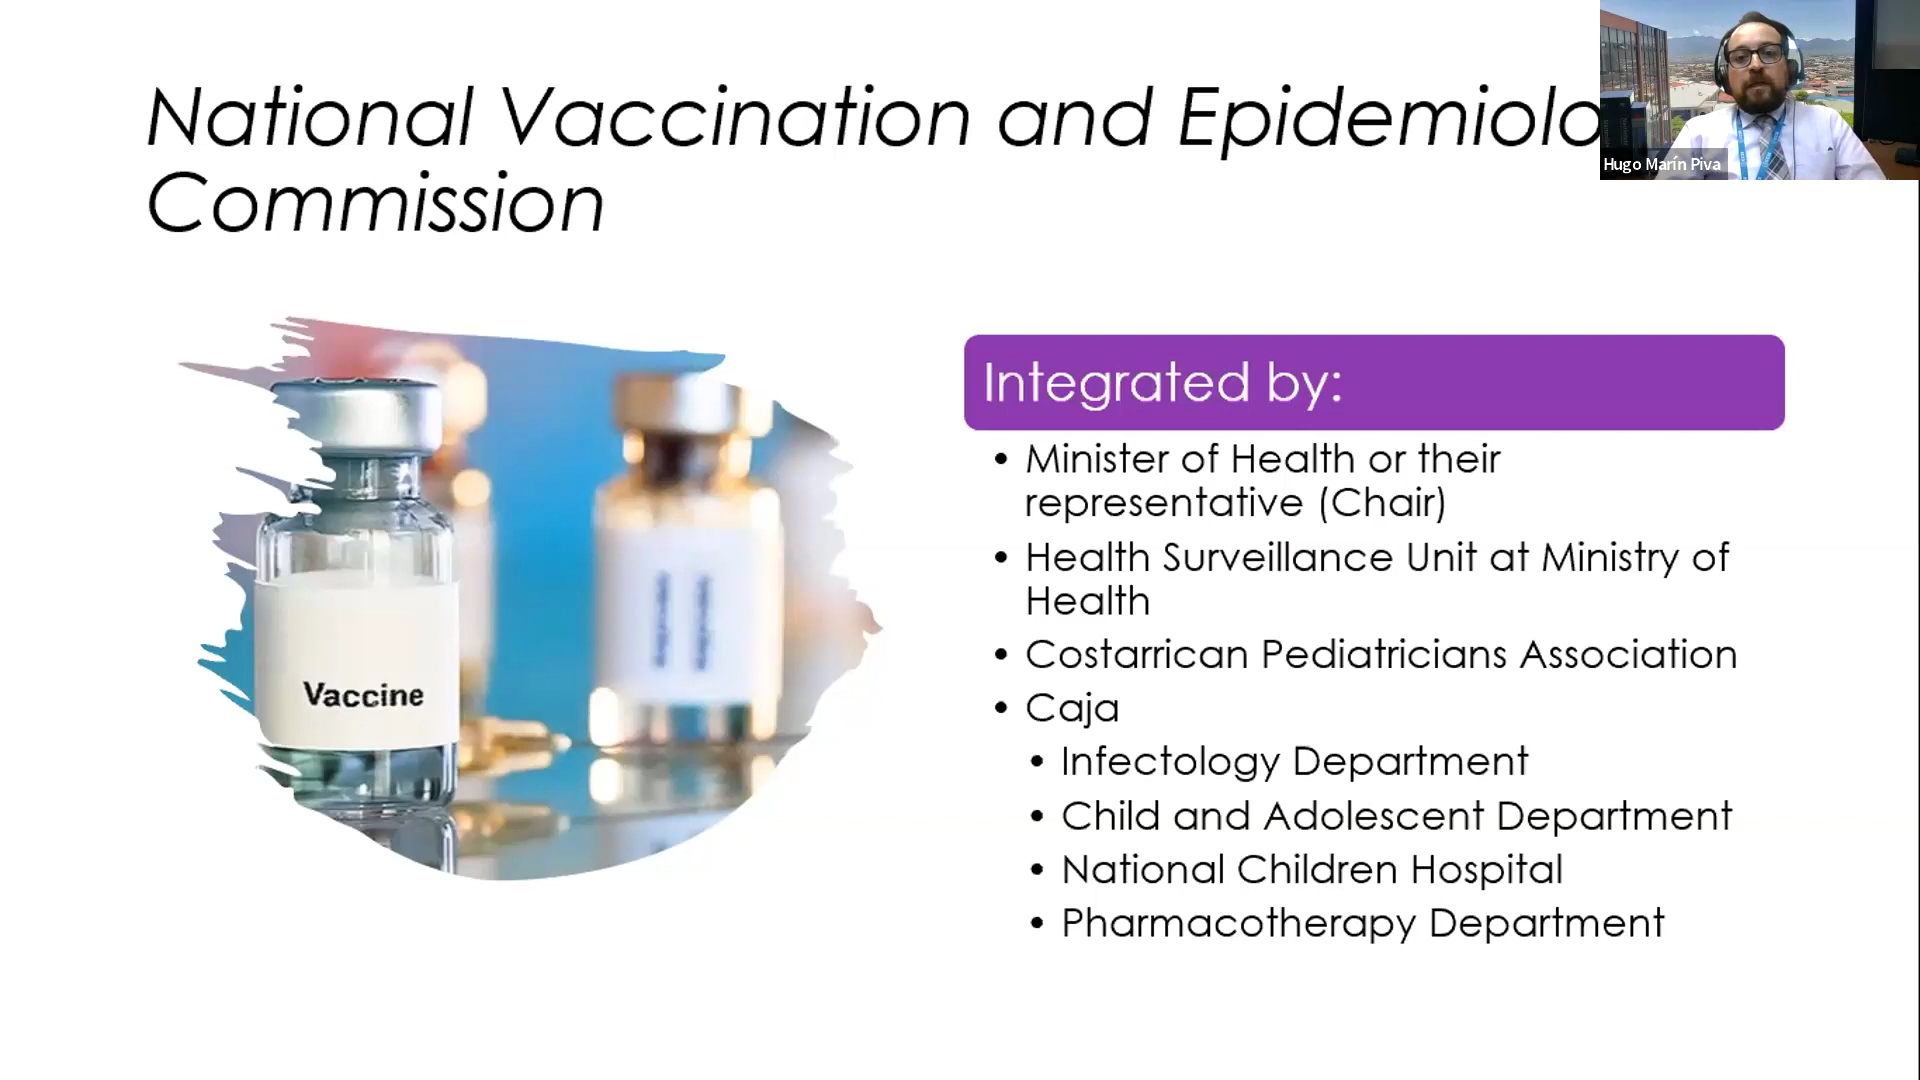 National Vaccination and Epidemiolo
Commission
Hugo Marín Piva
Integrated by:
• Minister of Health or their
representative (Chair)
• Health Surveillance Unit at Ministry of
Health
• Costarrican Pediatricians Association
• Caja
• Infectology Department
• Child and Adolescent Department
• National Children Hospital
• Pharmacotherapy Department
Vaccine